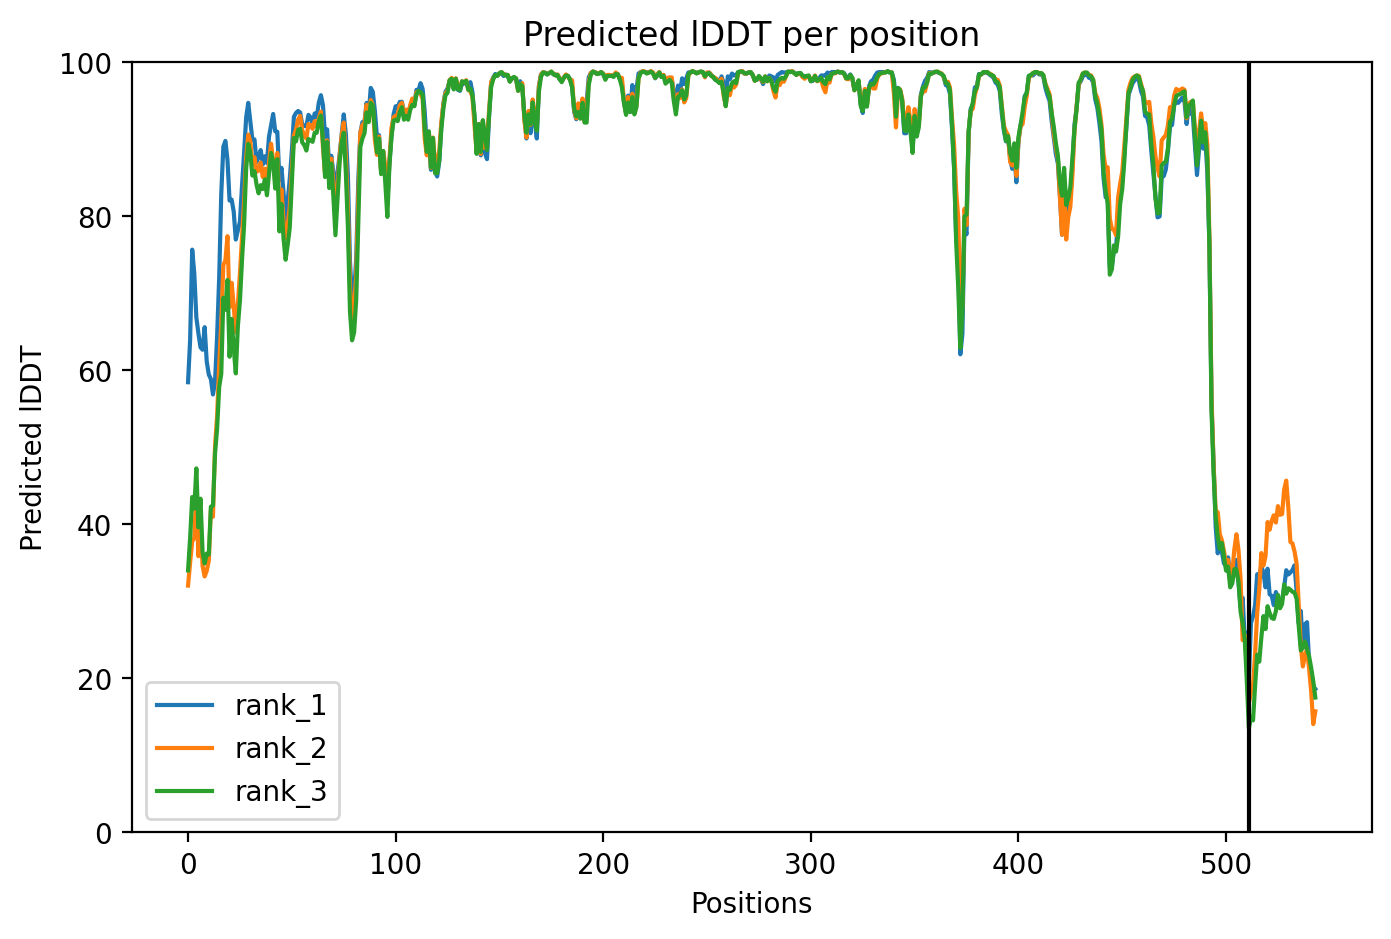 Predicted lDDT per position
100
80
60
40
20
0
Predicted lDDT
rank_1
rank_2
rank_3
0 100 200 300 400 500
Positions